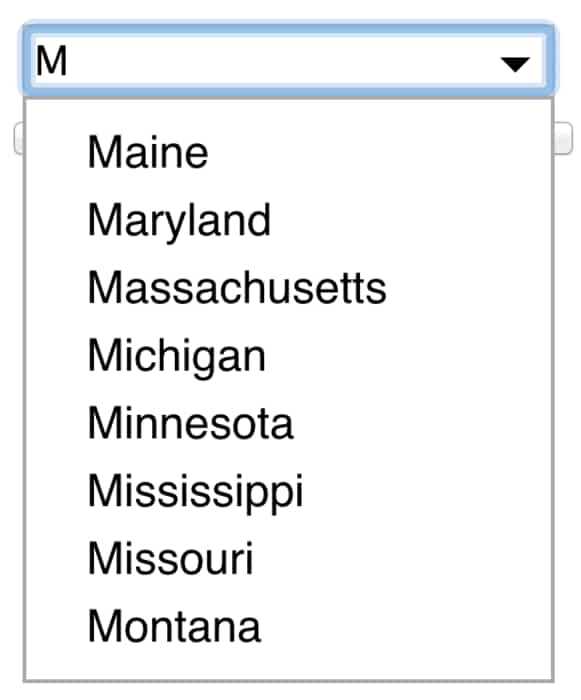 M
Maine
Maryland
Massachusetts
Michigan
Minnesota
Mississippi
Missouri
Montana